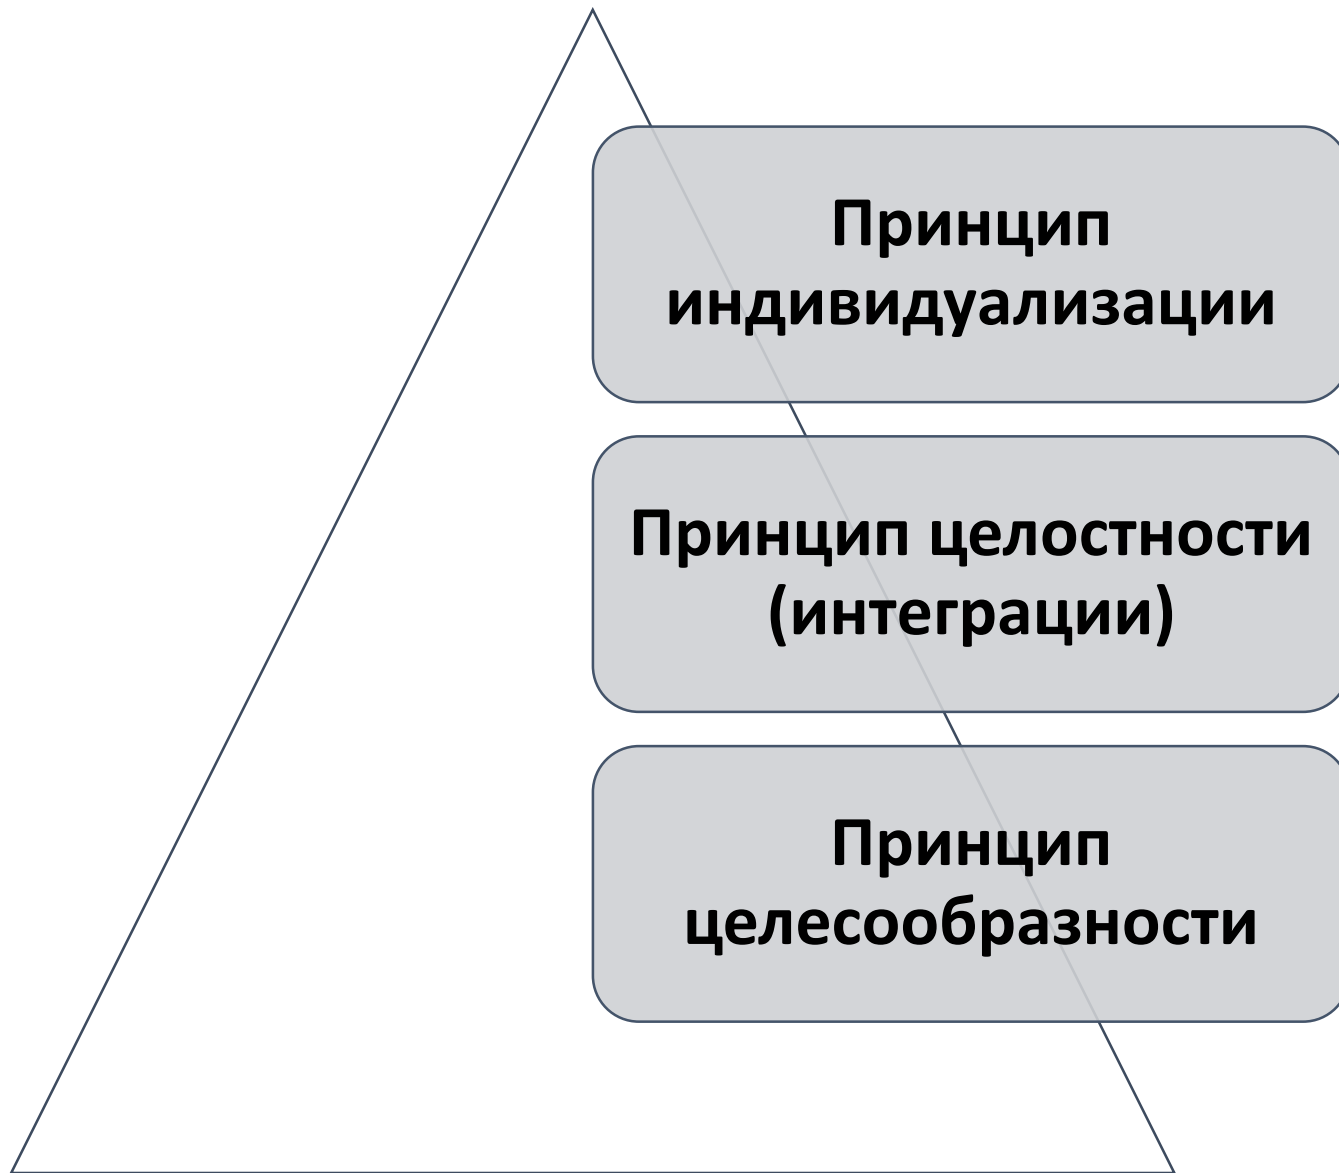 Принцип
индивидуализации
Принцип целостности
(интеграции)
Принцип
целесообразности